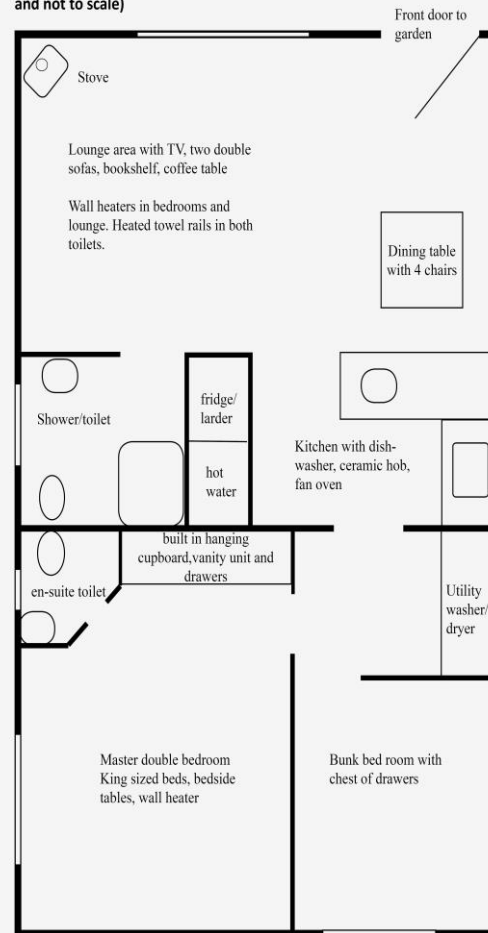 and not to scale)
Front door to
garden
Stove
Lounge area with TV, two double
sofas, bookshelf, coffee table
Wall heaters in bedrooms and
lounge. Heated towel rails in both
toilets.
Dining table
with 4 chairs
Shower/toilet
fridge/
larder
hot
water
Kitchen with dish-
washer, ceramic hob,
fan oven
built in hanging
cupboard,vanity unit and
drawers
en-suite toilet
Utility
washer/
dryer
Master double bedroom
King sized beds, bedside
tables, wall heater
Bunk bed room with
chest of drawers